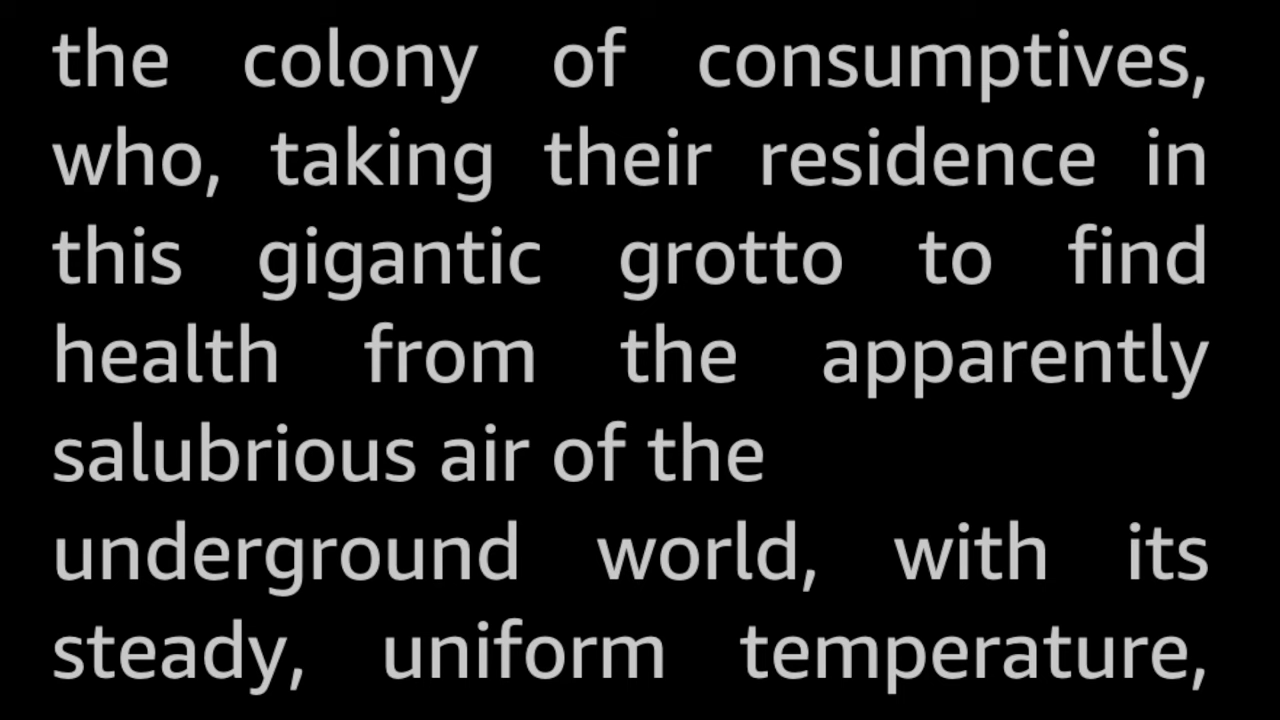 the colony of consumptives,
who, taking their residence in
this gigantic grotto to find
health from the apparently
salubrious air of the
underground world, with its
steady, uniform temperature,